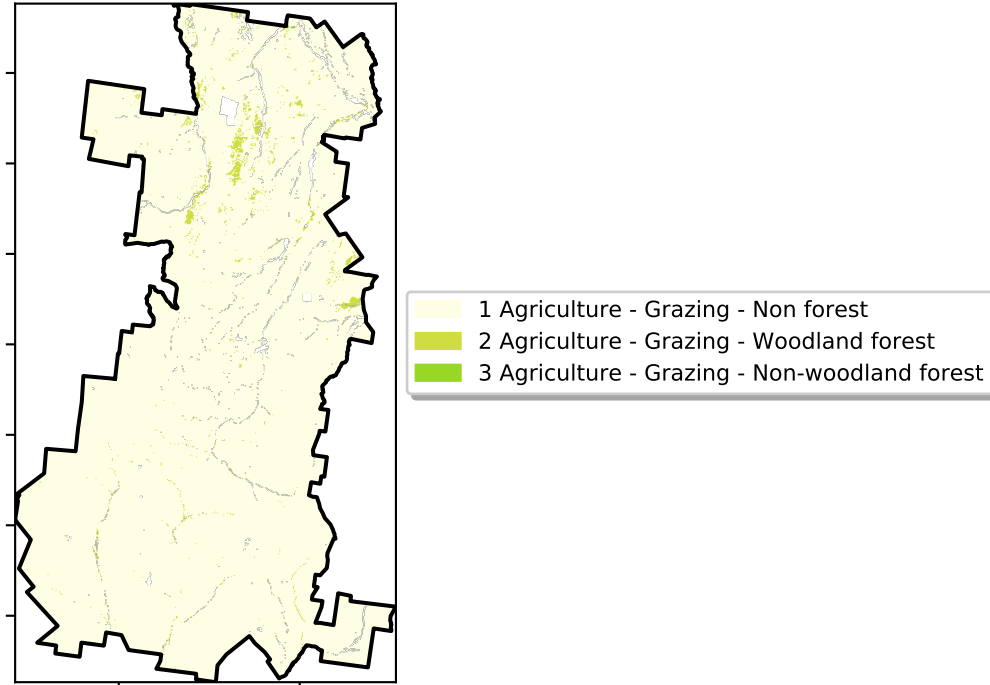 1 Agriculture - Grazing - Non forest
2 Agriculture - Grazing - Woodland forest
3 Agriculture - Grazing - Non-woodland forest